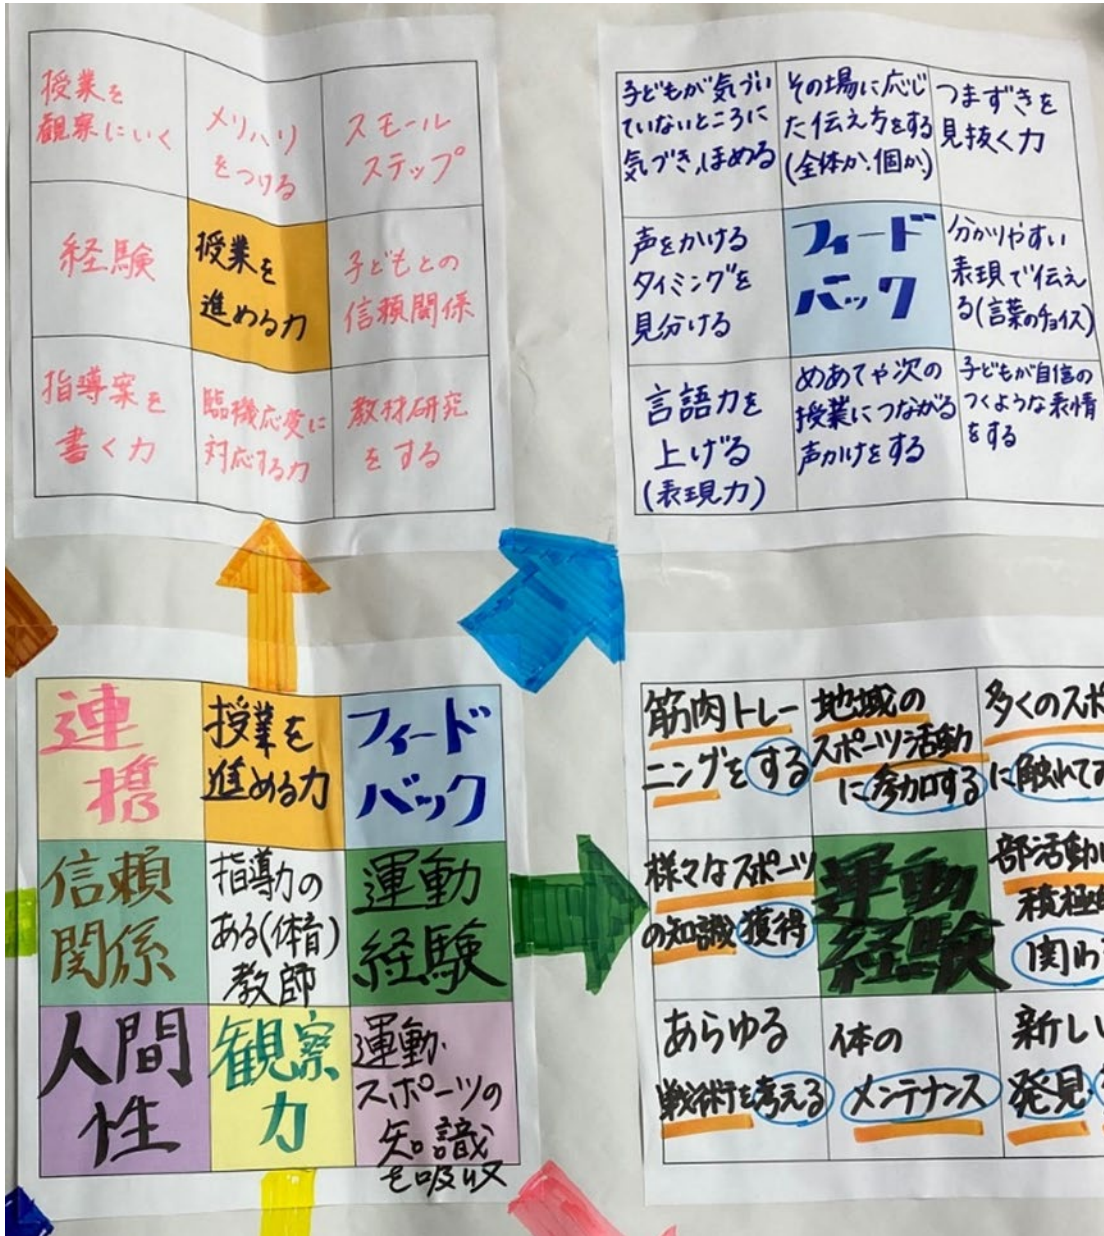 授業を
観察にいく
メリハリ
をつける
スモール
ステップ
経験
授業を
進める力
子どもとの
信頼関係
指導案を
書く力
臨機応変に
対応する力
教材研究
をする
子どもが気づい
ていないところに
気づき、ほめる
その場に応じ
た伝え方をする
(全体か、個か)
つまずきを
見抜く力
声をかける
タイミングを
見分ける
フィード
バック
分かりやすい
表現で伝え
る(言葉のチョイス)
言語力を
上げる
(表現力)
めあてや次の
授業につながる
声かけをする
子どもが自信の
つくような表情
をする
連
携
授業を
進める力
フィード
バック
信頼
関係
指導力の
ある(体育)
教師
運動
経験
人間
性
観察
力
運動・
スポーツの
知識
を吸収
筋肉トレー
ニングをする
地域の
スポーツ活動
に参加する
多くのスポ
に触れてみ
様々なスポーツ
の知識獲得
運動
経験
部活動に
積極的
関わ
あらゆる
戦術を考える
体の
メンテナンス
新しい
発見